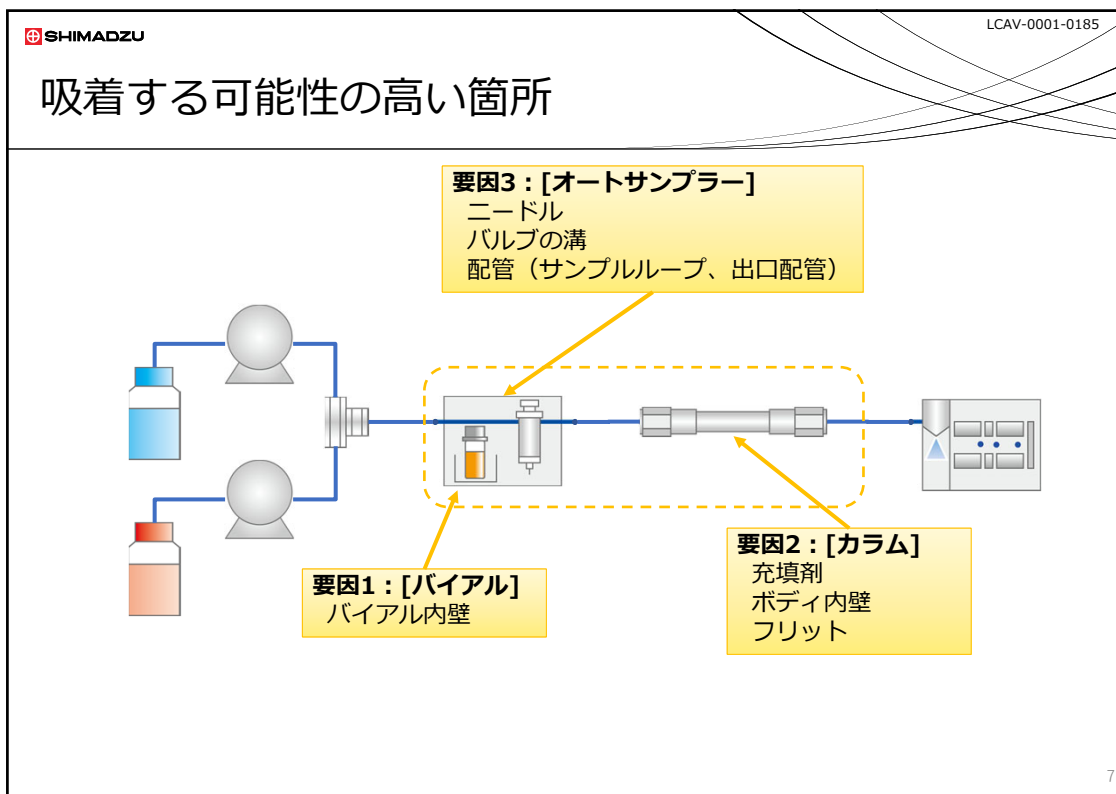 SHIMADZU
LCAV-0001-0185
吸着する可能性の高い箇所
要因3：[オートサンプラー]
ニードル
バルブの溝
配管（サンプルループ、出口配管）
要因1：[バイアル]
バイアル内壁
要因2：[カラム]
充填剤
ボディ内壁
フリット
7